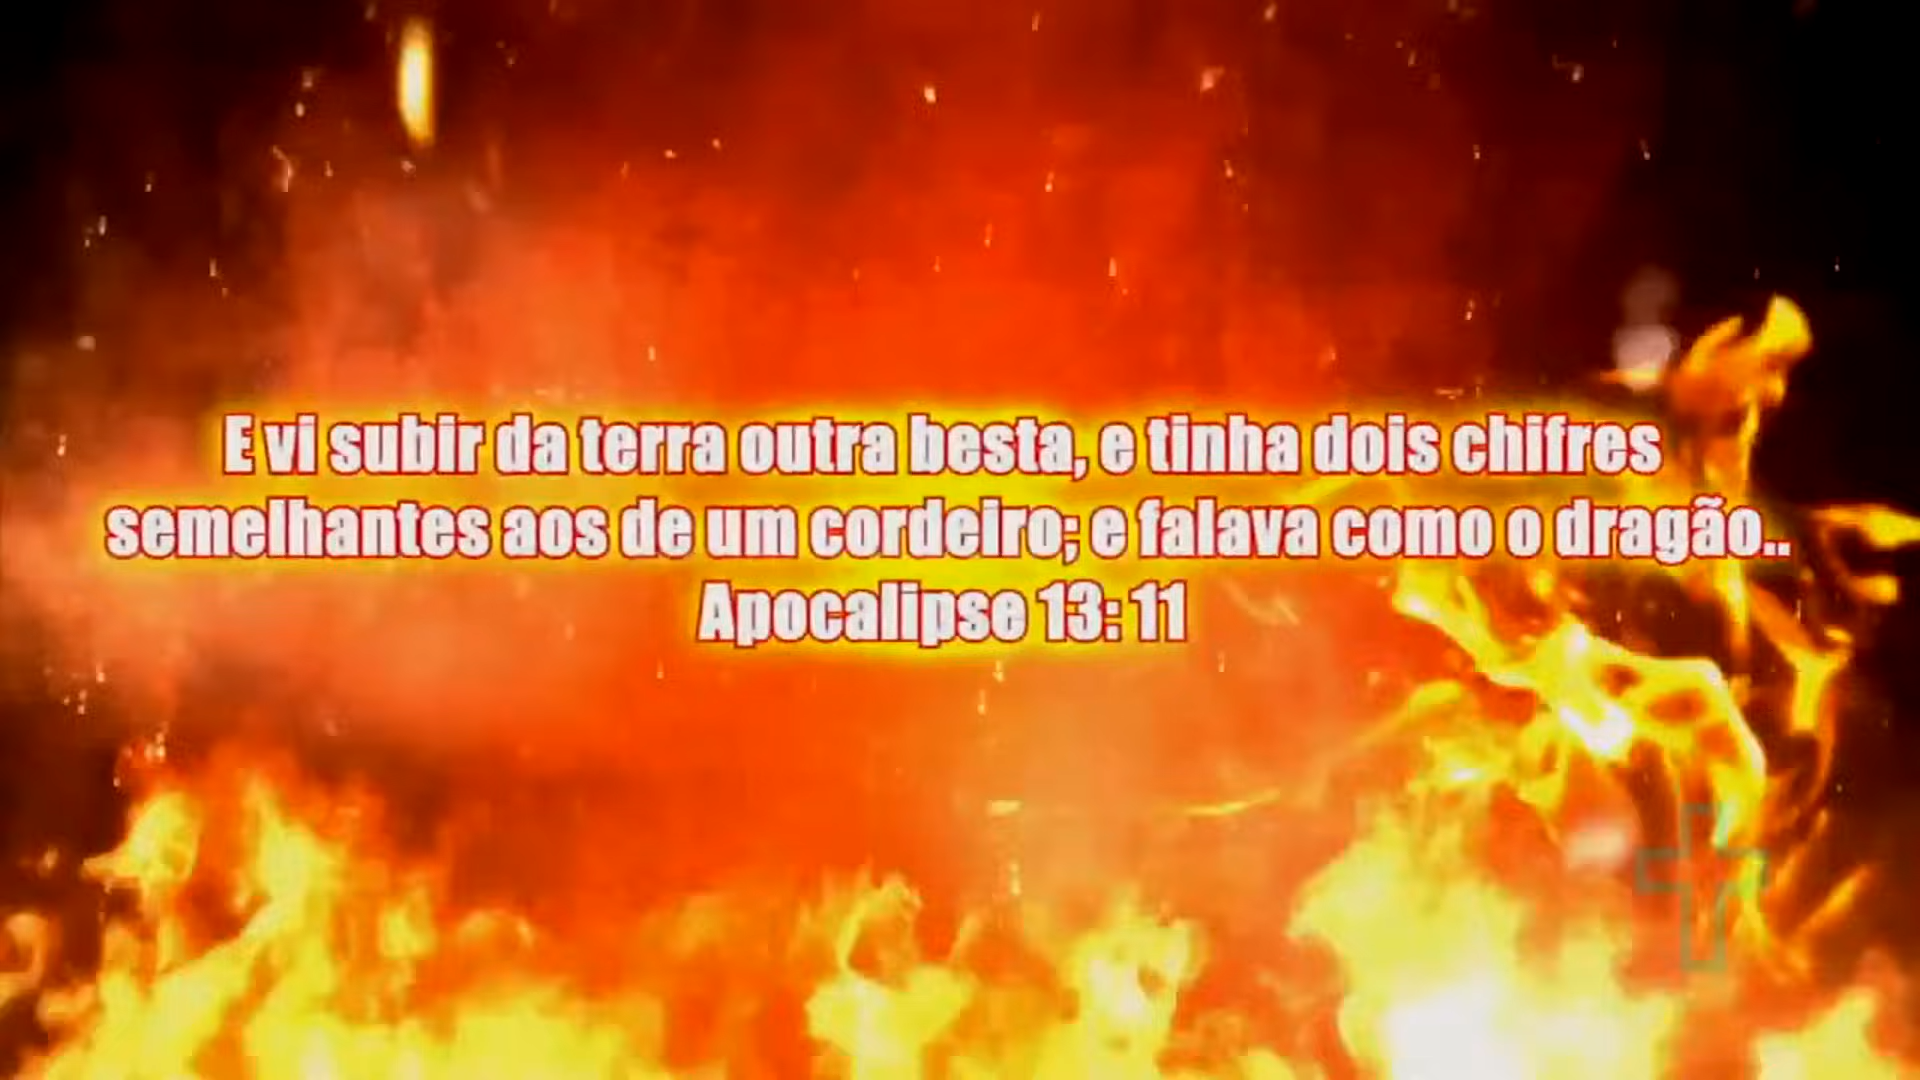 E vi subir da terra outra besta, e tinha dois chifres
semelhantes aos de um cordeiro; e falava como o dragão..
Apocalipse 13: 11